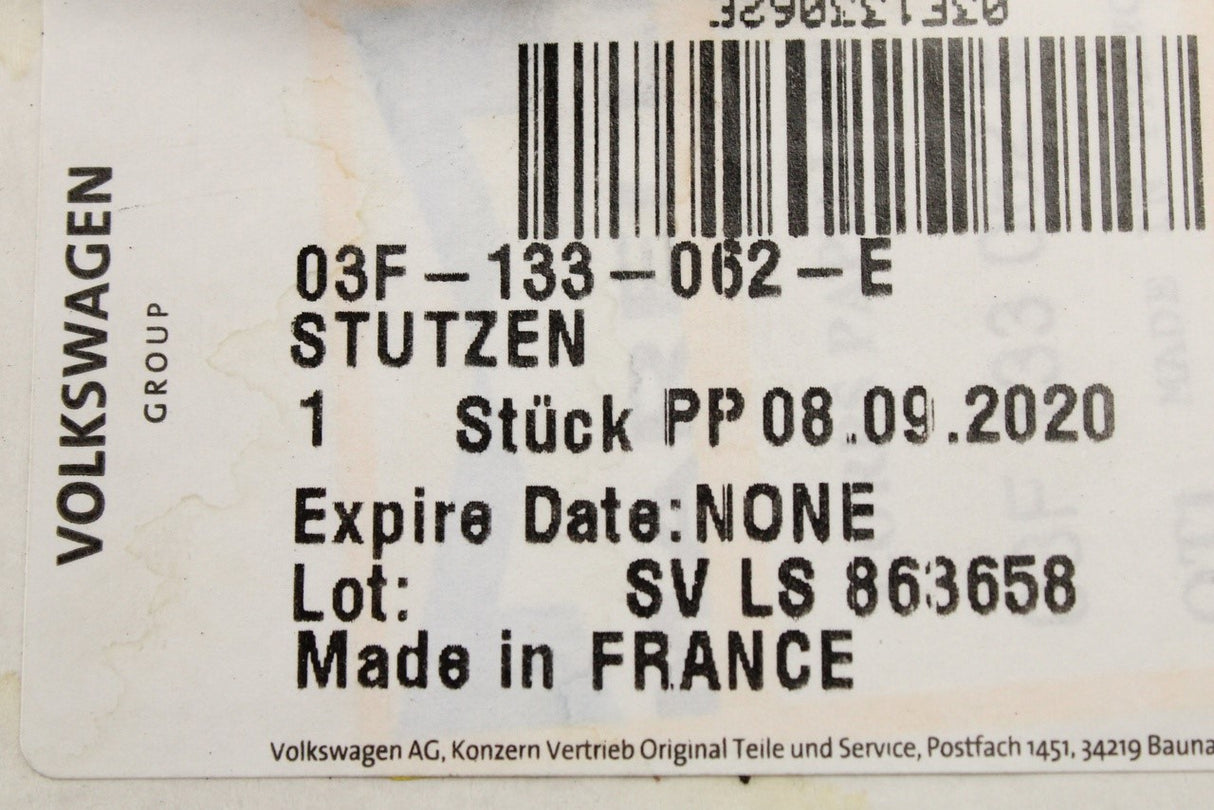 03F133062E
VOLKSWAGEN
GROUP
03F-133-062-E
STUTZEN
1 Stück PP 08.09.2020
Expire Date:NONE
Lot: SV LS 863658
Made in FRANCE
Volkswagen AG, Konzern Vertrieb Original Teile und Service, Postfach 1451, 34219 Bauna